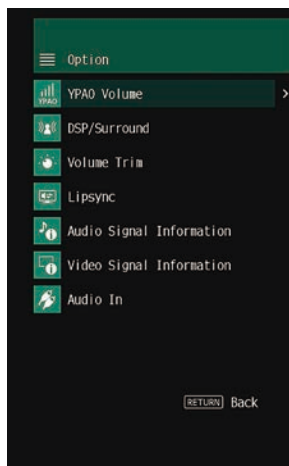 Option
YPAO
YPAO Volume
DSP/Surround
Volume Trim
Lipsync
Audio Signal Information
Video Signal Information
Audio In
RETURN Back